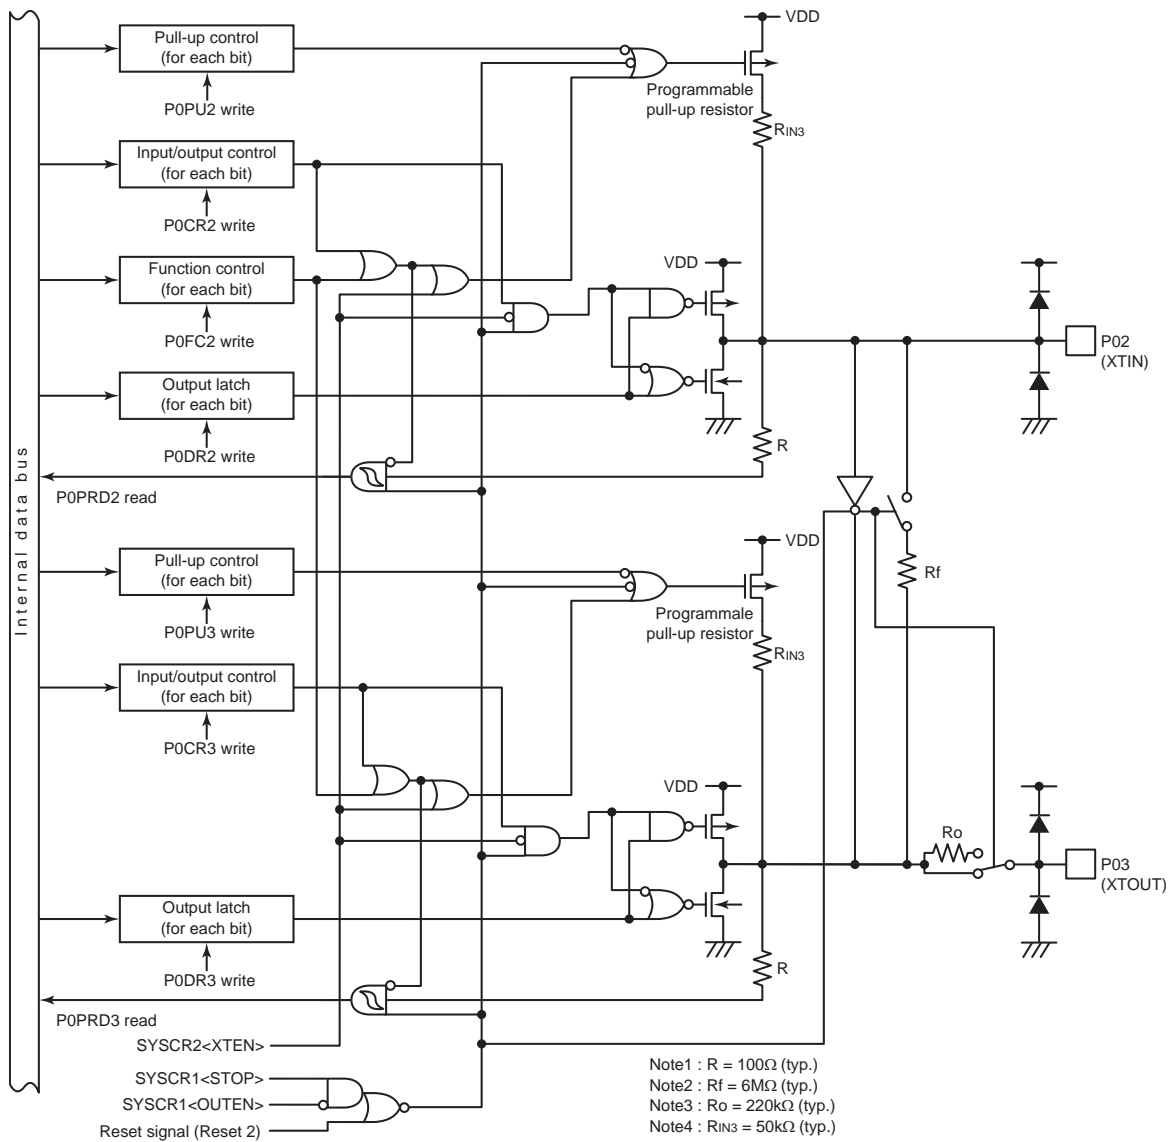 VDD
Pull-up control
(for each bit)
P0PU2 write
Programmable
pull-up resistor
RIN3
Input/output control
(for each bit)
P0CR2 write
Function control
(for each bit)
P0FC2 write
VDD
P02
(XTIN)
Output latch
(for each bit)
P0DR2 write
R
P0PRD2 read
Internal data bus
VDD
Pull-up control
(for each bit)
P0PU3 write
Programmale
pull-up resistor
RIN3
Rf
Input/output control
(for each bit)
P0CR3 write
VDD
Ro
P03
(XTOUT)
Output latch
(for each bit)
P0DR3 write
R
P0PRD3 read
SYSCR2<XTEN>
SYSCR1<STOP>
SYSCR1<OUTEN>
Reset signal (Reset 2)
Note1 : R = 100Ω (typ.)
Note2 : Rf = 6MΩ (typ.)
Note3 : Ro = 220kΩ (typ.)
Note4 : RIN3 = 50kΩ (typ.)